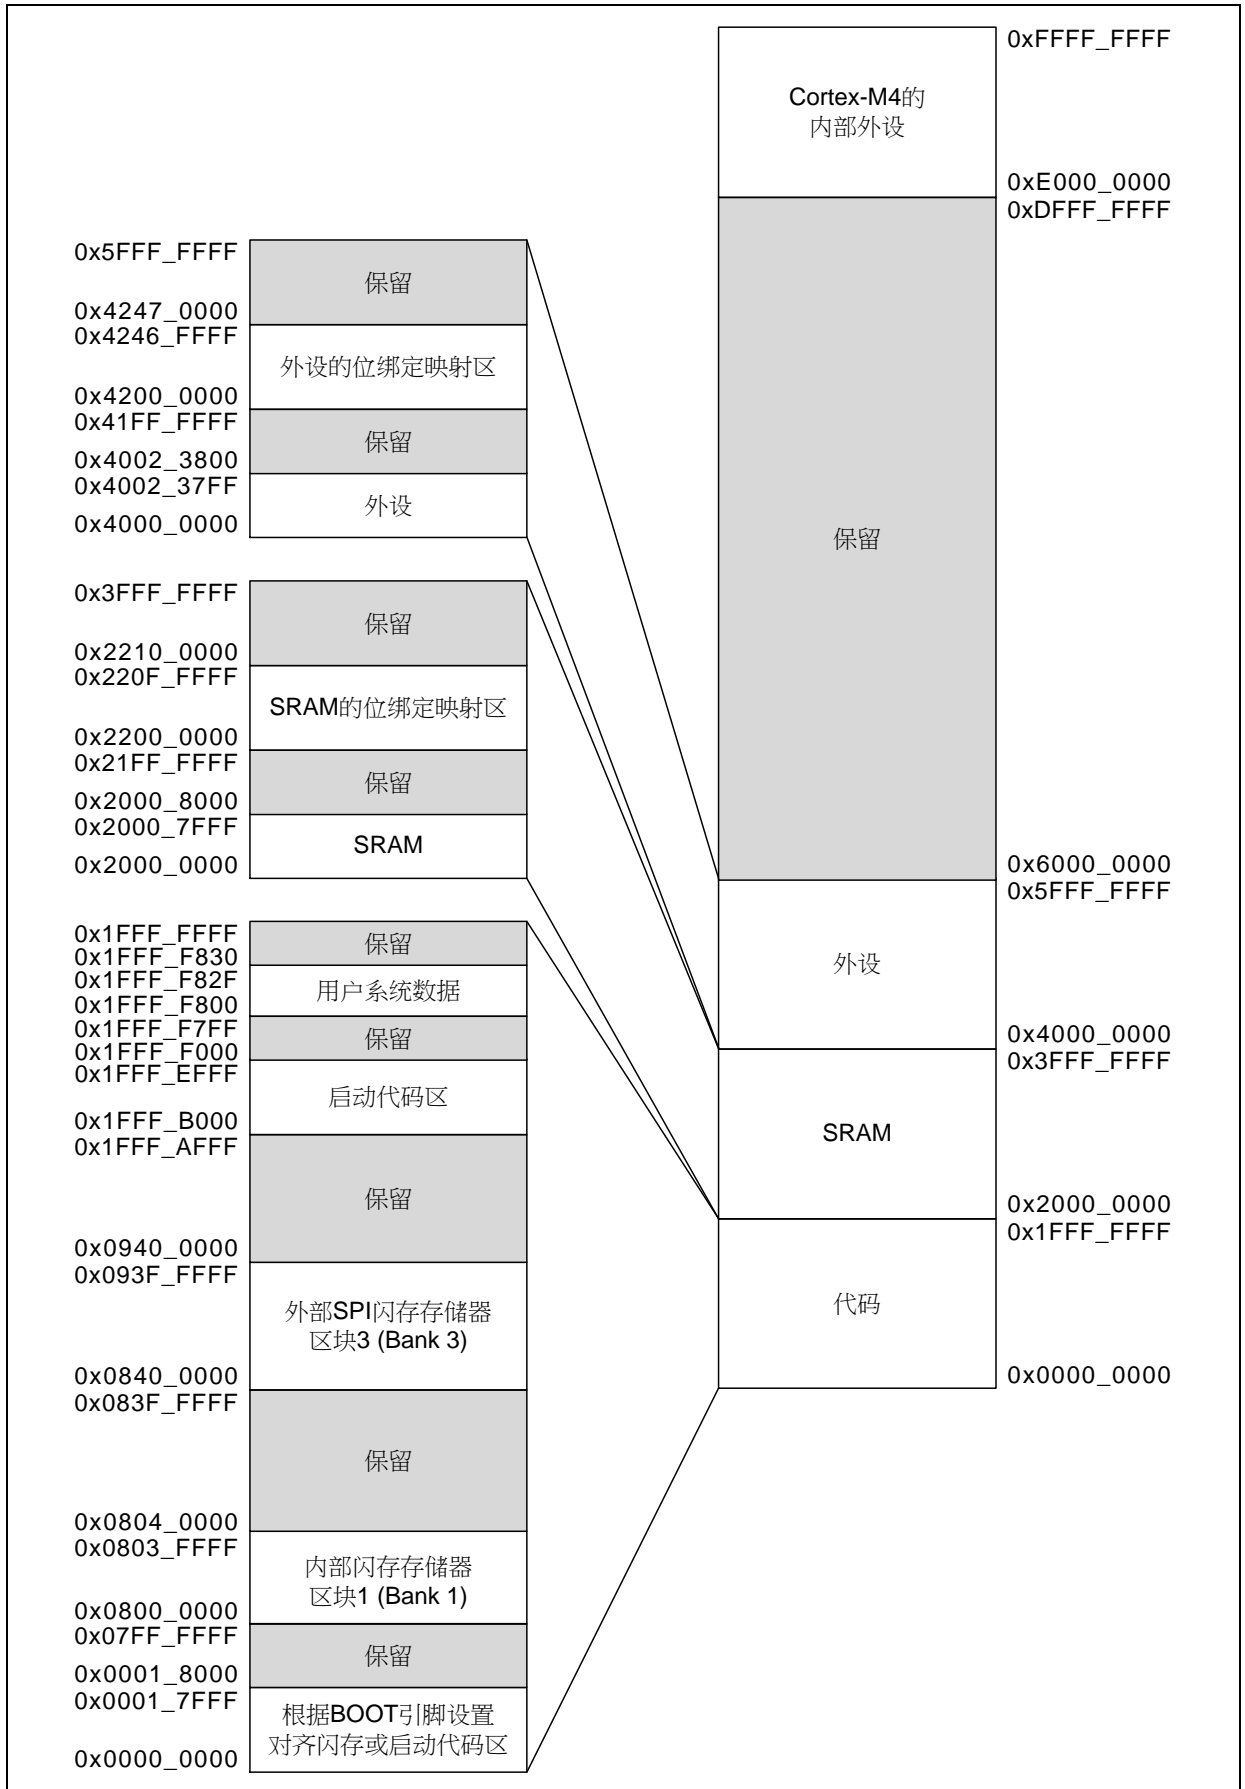 0x5FFF_FFFF
保留
0x4247_0000
0x4246_FFFF
外设的位绑定映射区
0x4200_0000
0x41FF_FFFF
保留
0x4002_3800
0x4002_37FF
外设
0x4000_0000
0x3FFF_FFFF
保留
0x2210_0000
0x220F_FFFF
SRAM的位绑定映射区
0x2200_0000
0x21FF_FFFF
保留
0x2000_8000
0x2000_7FFF
SRAM
0x2000_0000
0x1FFF_FFFF
保留
0x1FFF_F830
0x1FFF_F82F
用户系统数据
0x1FFF_F800
0x1FFF_F7FF
保留
0x1FFF_F000
0x1FFF_EFFF
启动代码区
0x1FFF_B000
0x1FFF_AFFF
保留
0x0940_0000
0x093F_FFFF
外部SPI闪存存储器
区块3 (Bank 3)
0x0840_0000
0x083F_FFFF
保留
0x0804_0000
0x0803_FFFF
内部闪存存储器
区块1 (Bank 1)
0x0800_0000
0x07FF_FFFF
保留
0x0001_8000
0x0001_7FFF
根据BOOT引脚设置
对齐闪存或启动代码区
0x0000_0000
0xFFFF_FFFF
Cortex-M4的
内部外设
0xE000_0000
0xDFFF_FFFF
保留
0x6000_0000
0x5FFF_FFFF
外设
0x4000_0000
0x3FFF_FFFF
SRAM
0x2000_0000
0x1FFF_FFFF
代码
0x0000_0000